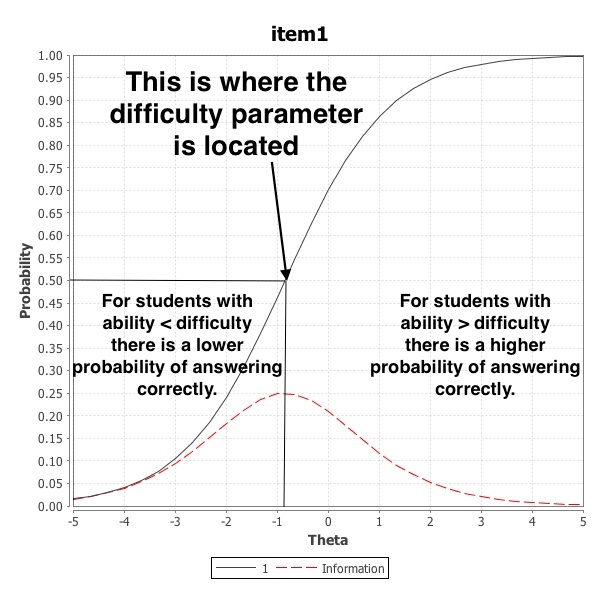 item1
1.00
0.95
0.90
0.85
0.80
0.75
0.70
0.65
0.60
0.55
0.50
0.45
0.40
0.35
0.30
0.25
0.20
0.15
0.10
0.05
0.00
Probability
This is where the
difficulty parameter
is located
For students with
ability < difficulty
there is a lower
probability of answering
correctly.
For students with
ability > difficulty
there is a higher
probability of answering
correctly.
-5 -4 -3 -2 -1 0 1 2 3 4 5
Theta
1 Information